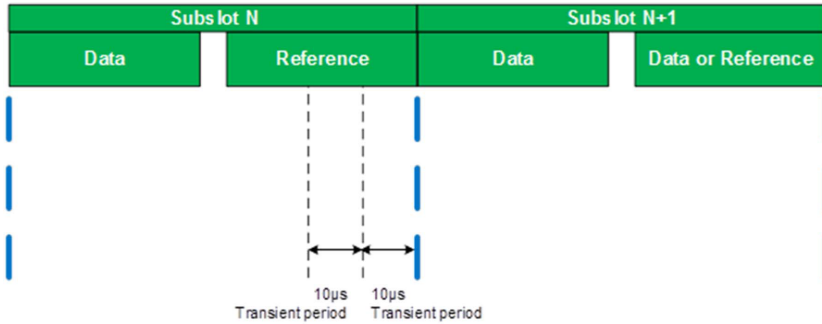 Subslot N
Subslot N+1
Data
Reference
Data
Data or Reference
10µs
Transient period
10µs
Transient period